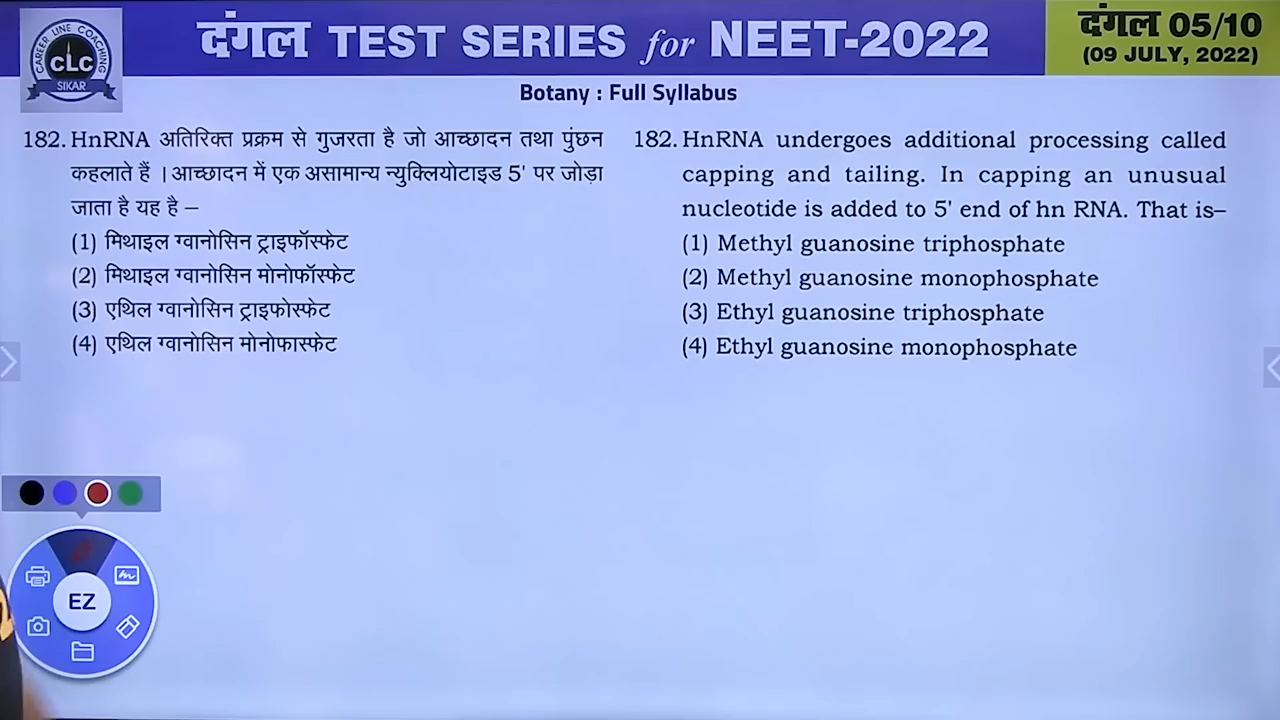 CAREER LINE COACHING
CLC
SIKAR
दंगल TEST SERIES for NEET-2022
दंगल 05/10
(09 JULY, 2022)
Botany : Full Syllabus
182. HnRNA अतिरिक्त प्रक्रम से गुजरता है जो आच्छादन तथा पुंछन
कहलाते हैं । आच्छादन में एक असामान्य न्युक्लियोटाइड 5' पर जोड़ा
जाता है यह है –
(1) मिथाइल ग्वानोसिन ट्राइफॉस्फेट
(2) मिथाइल ग्वानोसिन मोनोफॉस्फेट
(3) एथिल ग्वानोसिन ट्राइफोस्फेट
(4) एथिल ग्वानोसिन मोनोफास्फेट
182. HnRNA undergoes additional processing called
capping and tailing. In capping an unusual
nucleotide is added to 5' end of hn RNA. That is–
(1) Methyl guanosine triphosphate
(2) Methyl guanosine monophosphate
(3) Ethyl guanosine triphosphate
(4) Ethyl guanosine monophosphate
EZ